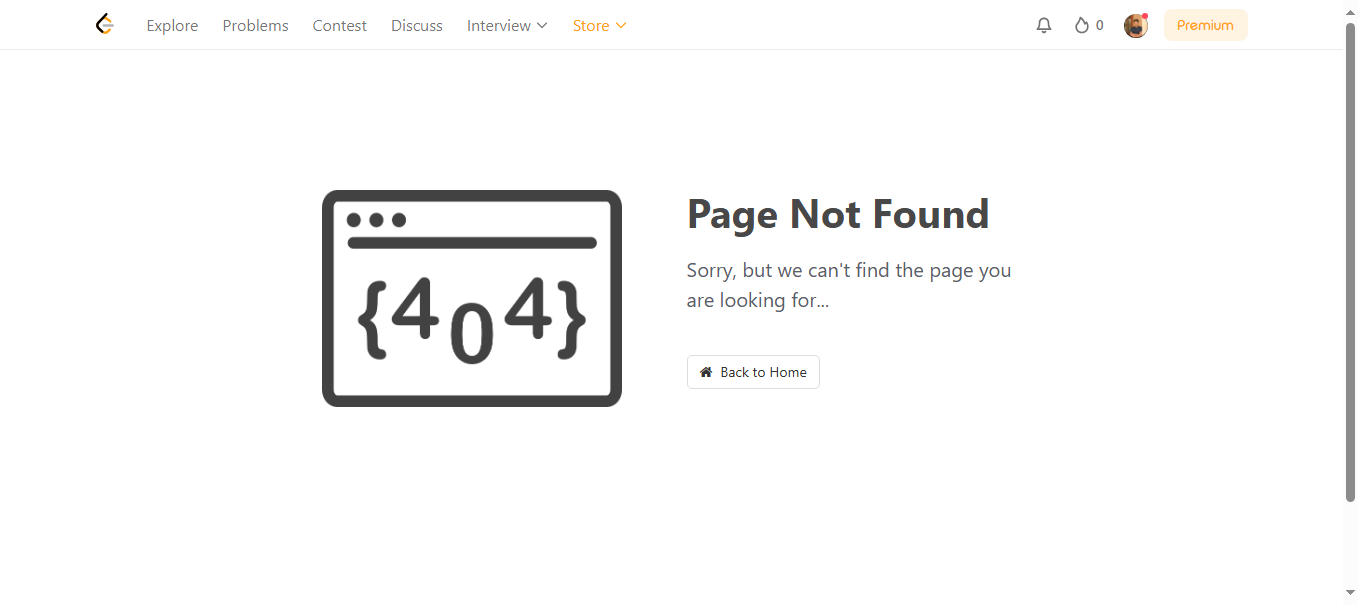 Explore Problems Contest Discuss Interview Store 0 Premium
{404}
Page Not Found
Sorry, but we can't find the page you
are looking for...
Back to Home